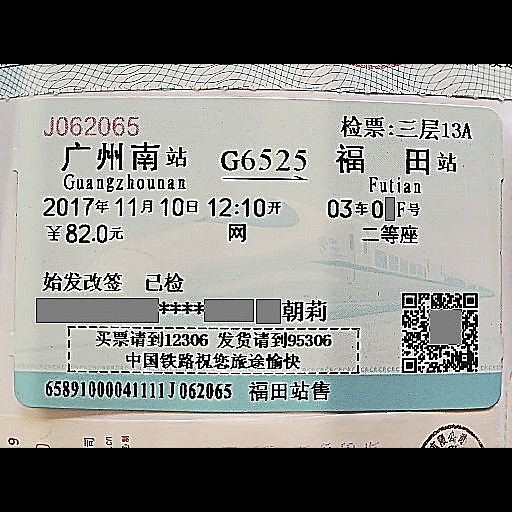 J062065
检票:三层13A
广州南站 G6525 福田站
Guangzhounan Futian
2017年11月10日 12:10开 03车0 F号
￥82.0元 网 二等座
始发改签 已检
**** 朝莉
买票请到12306 发货请到95306
中国铁路祝您旅途愉快
65891000041111J062065 福田站售